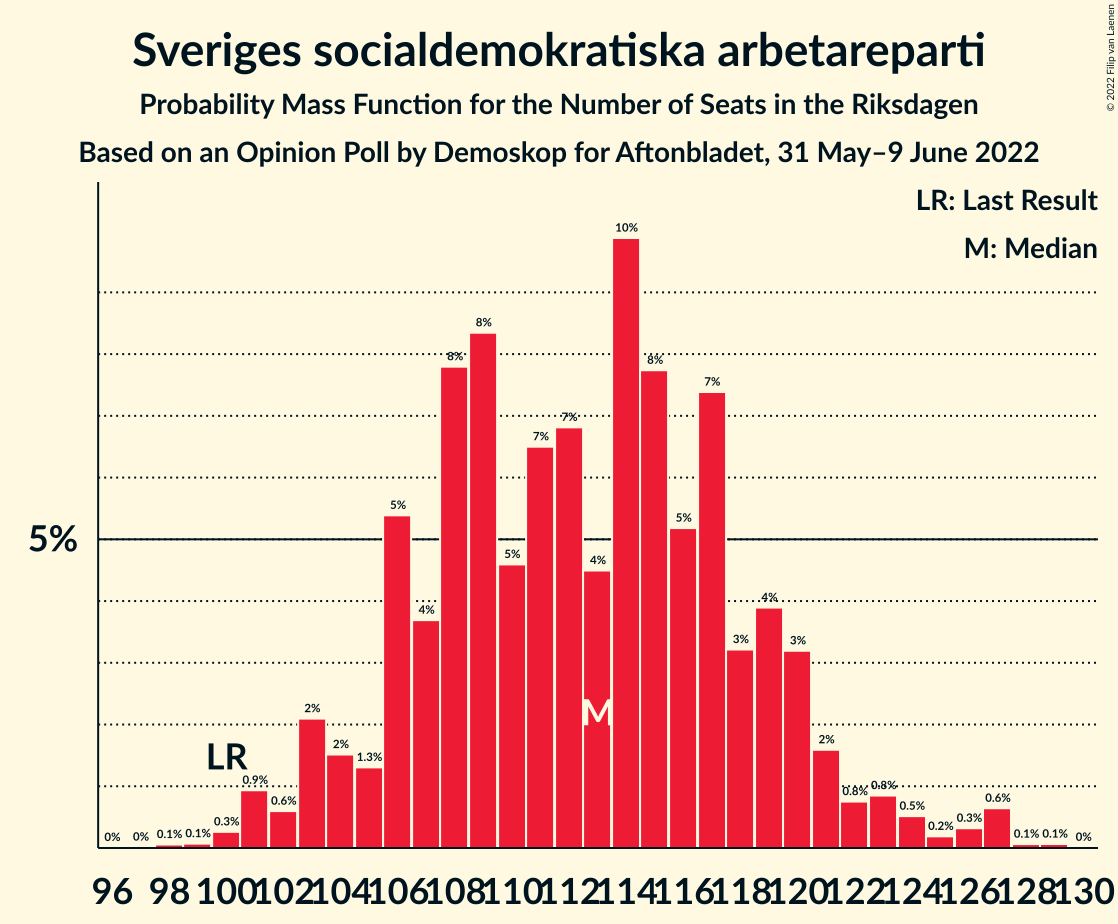 Sveriges socialdemokratiska arbetareparti
Probability Mass Function for the Number of Seats in the Riksdagen
Based on an Opinion Poll by Demoskop for Aftonbladet, 31 May–9 June 2022
© 2022 Filip van Laenen
LR: Last Result
M: Median
5%
LR
M
0% 0% 0.1% 0.1% 0.3% 0.9% 0.6% 2% 2% 1.3% 5% 4% 8% 8% 5% 7% 7% 4% 10% 8% 5% 7% 3% 4% 3% 2% 0.8% 0.8% 0.5% 0.2% 0.3% 0.6% 0.1% 0.1% 0%
96 98 100 102 104 106 108 110 112 114 116 118 120 122 124 126 128 130